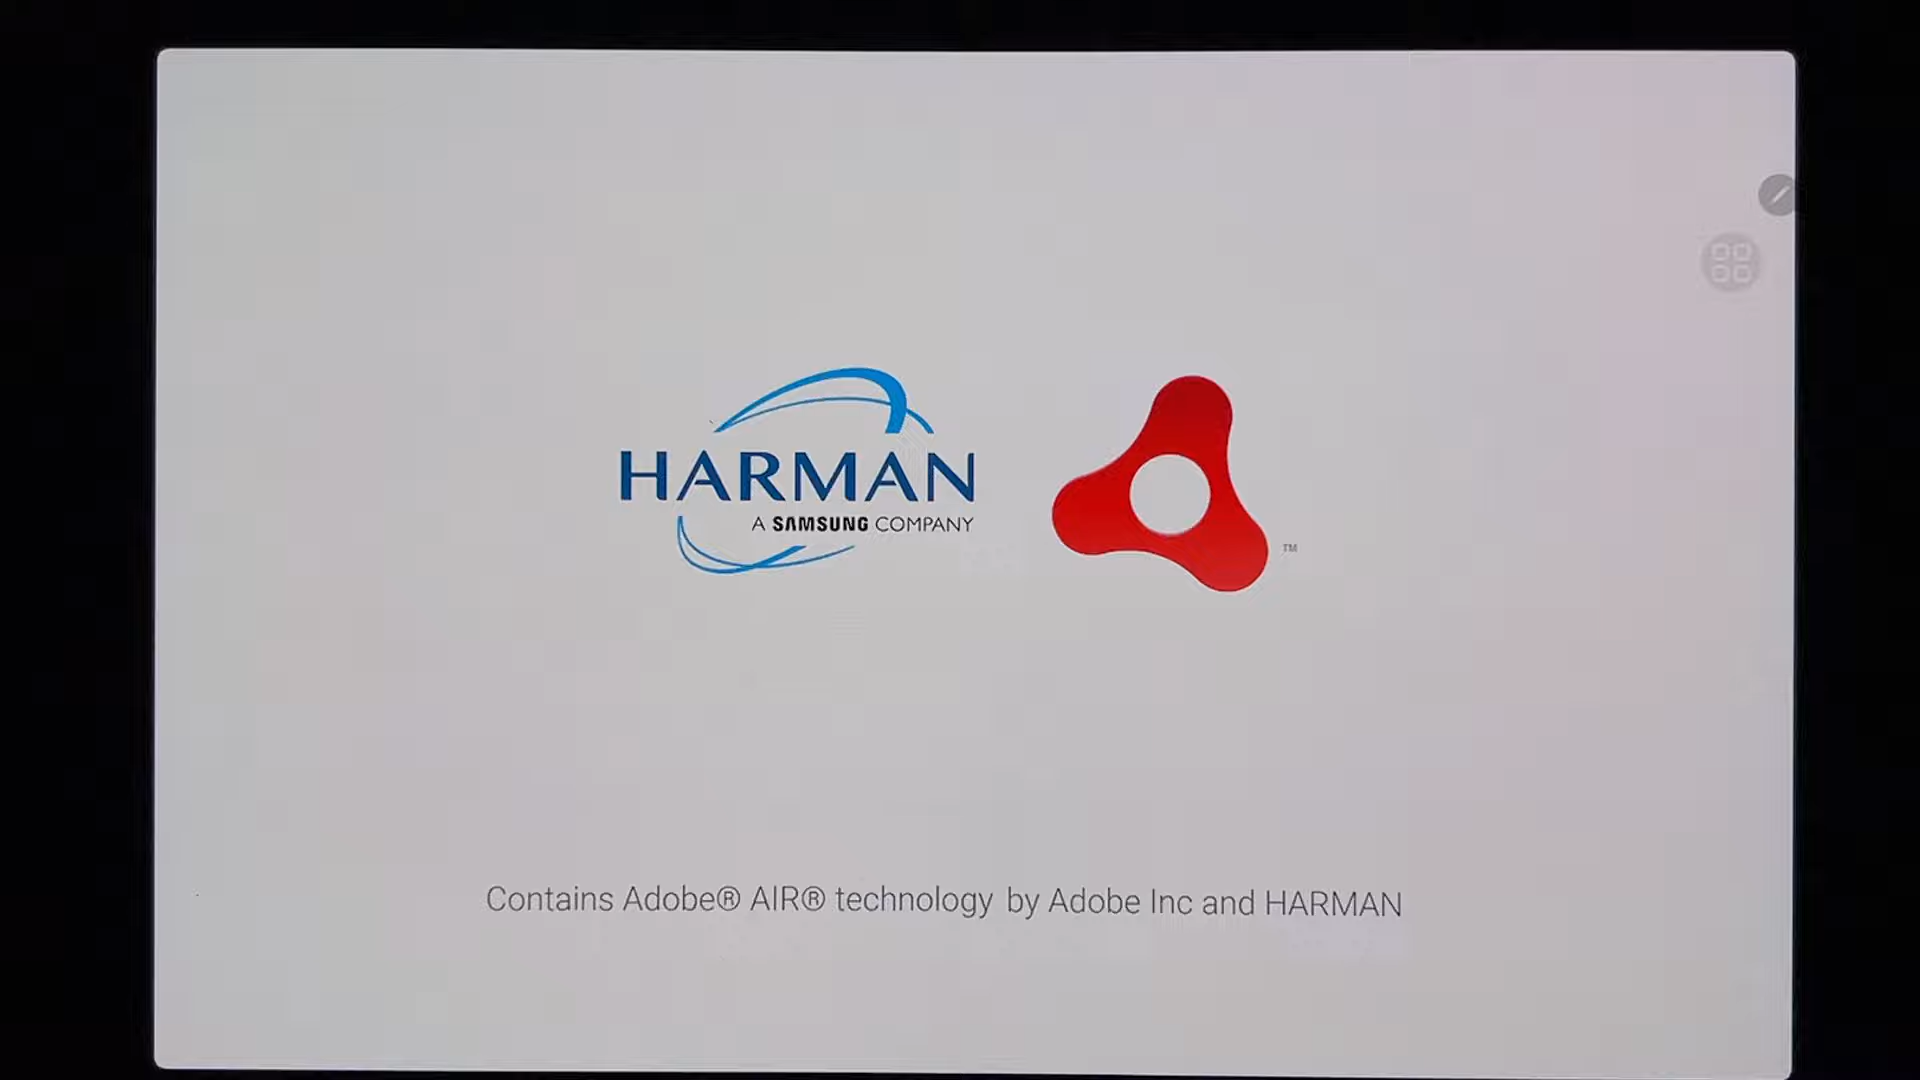 HARMAN
A SAMSUNG COMPANY
™
Contains Adobe® AIR® technology by Adobe Inc and HARMAN